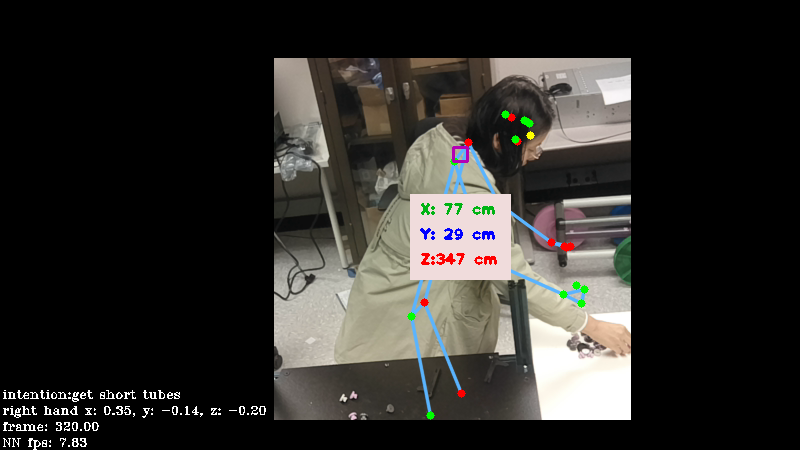 X: 77 cm
Y: 29 cm
Z:347 cm
intention:get short tubes
right hand x: 0.35, y: -0.14, z: -0.20
frame: 320.00
NN fps: 7.83